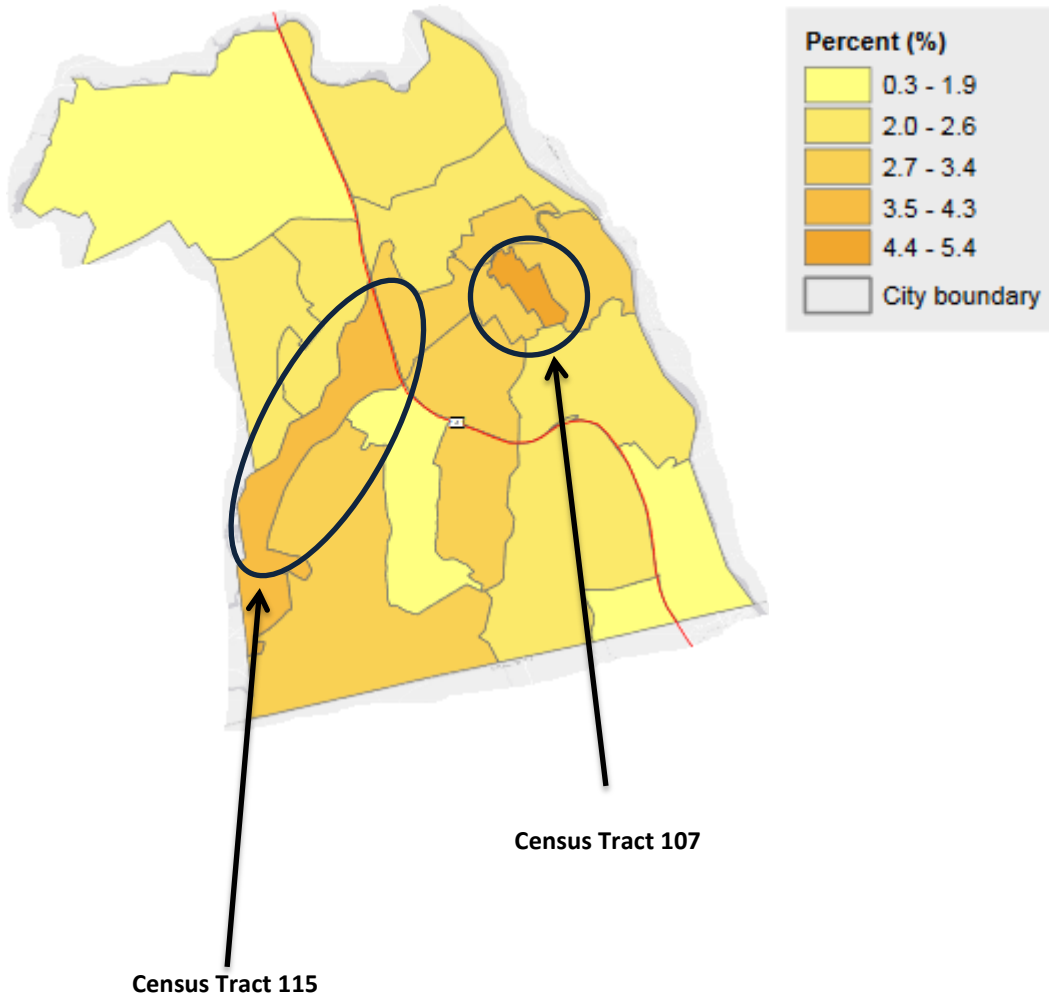 Percent (%)
0.3 - 1.9
2.0 - 2.6
2.7 - 3.4
3.5 - 4.3
4.4 - 5.4
City boundary
Census Tract 107
Census Tract 115